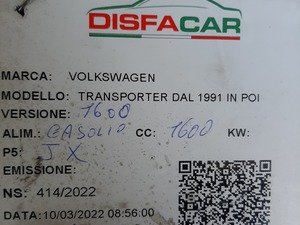 DISFACAR
MARCA: VOLKSWAGEN
MODELLO: TRANSPORTER DAL 1991 IN POI
VERSIONE: 1600
ALIM.: GASOLIO CC: 1600 KW:
P5: JX
EMISSIONE:
NS: 414/2022
DATA: 10/03/2022 08:56:00